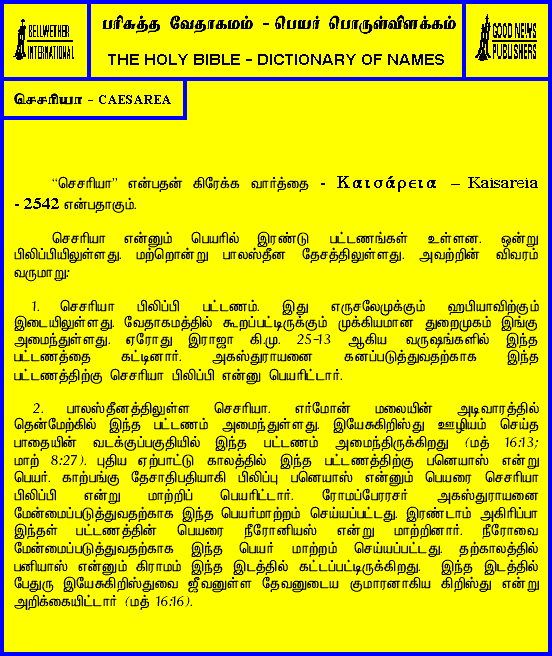 BELLWETHER
INTERNATIONAL
பரிசுத்த வேதாகமம் - பெயர் பொருள்விளக்கம்
THE HOLY BIBLE - DICTIONARY OF NAMES
GOOD NEWS
PUBLISHERS
செசரியா - CAESAREA
“செசரியா” என்பதன் கிரேக்க வார்த்தை - Καισάρεια – Kaisareia
- 2542 என்பதாகும்.
செசரியா என்னும் பெயரில் இரண்டு பட்டணங்கள் உள்ளன. ஒன்று
பிலிப்பியிலுள்ளது. மற்றொன்று பாலஸ்தீன தேசத்திலுள்ளது. அவற்றின் விவரம்
வருமாறு:
1. செசரியா பிலிப்பி பட்டணம். இது எருசலேமுக்கும் ஹபியாவிற்கும்
இடையிலுள்ளது. வேதாகமத்தில் கூறப்பட்டிருக்கும் முக்கியமான துறைமுகம் இங்கு
அமைந்துள்ளது. ஏரோது இராஜா கி.மு. 25-13 ஆகிய வருஷங்களில் இந்த
பட்டணத்தை கட்டினார். அகஸ்துராயனை கனப்படுத்துவதற்காக இந்த
பட்டணத்திற்கு செசரியா பிலிப்பி என்னு பெயரிட்டார்.
2. பாலஸ்தீனத்திலுள்ள செசரியா. எர்மோன் மலையின் அடிவாரத்தில்
தென்மேற்கில் இந்த பட்டணம் அமைந்துள்ளது. இயேசுகிறிஸ்து ஊழியம் செய்த
பாதையின் வடக்குப்பகுதியில் இந்த பட்டணம் அமைந்திருக்கிறது (மத் 16:13;
மாற் 8:27). புதிய ஏற்பாட்டு காலத்தில் இந்த பட்டணத்திற்கு பனெயாஸ் என்று
பெயர். காற்பங்கு தேசாதிபதியாகி பிலிப்பு பனெயாஸ் என்னும் பெயரை செசரியா
பிலிப்பி என்று மாற்றிப் பெயரிட்டார். ரோமப்பேரரசர் அகஸ்துராயனை
மேன்மைப்படுத்துவதற்காக இந்த பெயர்மாற்றம் செய்யப்பட்டது. இரண்டாம் அகிரிப்பா
இந்தள் பட்டணத்தின் பெயரை நீரோனியஸ் என்று மாற்றினார். நீரோவை
மேன்மைப்படுத்துவதற்காக இந்த பெயர் மாற்றம் செய்யப்பட்டது. தற்காலத்தில்
பனியாஸ் என்னும் கிராமம் இந்த இடத்தில் கட்டப்பட்டிருக்கிறது. இந்த இடத்தில்
பேதுரு இயேசுகிறிஸ்துவை ஜீவனுள்ள தேவனுடைய குமாரனாகிய கிறிஸ்து என்று
அறிக்கையிட்டார் (மத் 16:16).